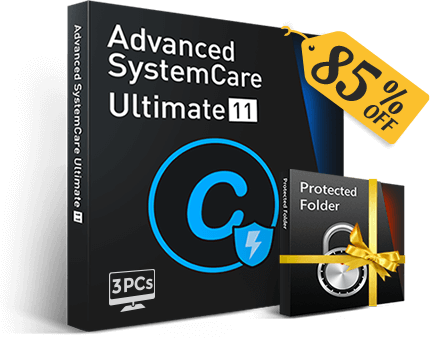 Advanced
SystemCare
Ultimate 11
Advanced SystemCare Ultimate 11
C
3PCs
85%
OFF
Protected
Folder
Protected Folder